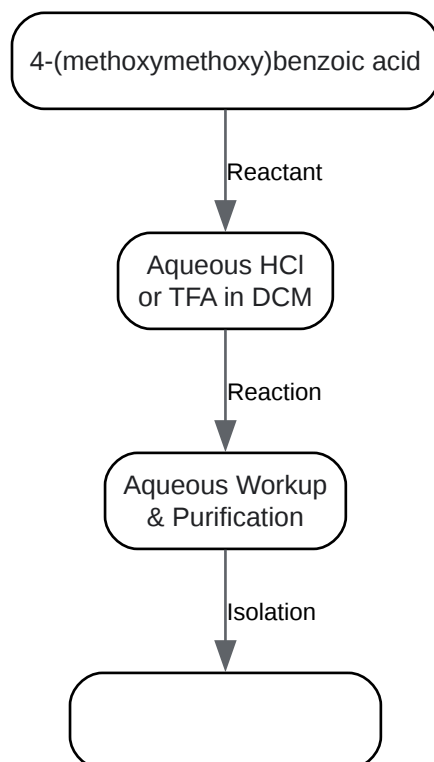 4-(methoxymethoxy)benzoic acid
Reactant
Aqueous HCl
or TFA in DCM
Reaction
Aqueous Workup
& Purification
Isolation